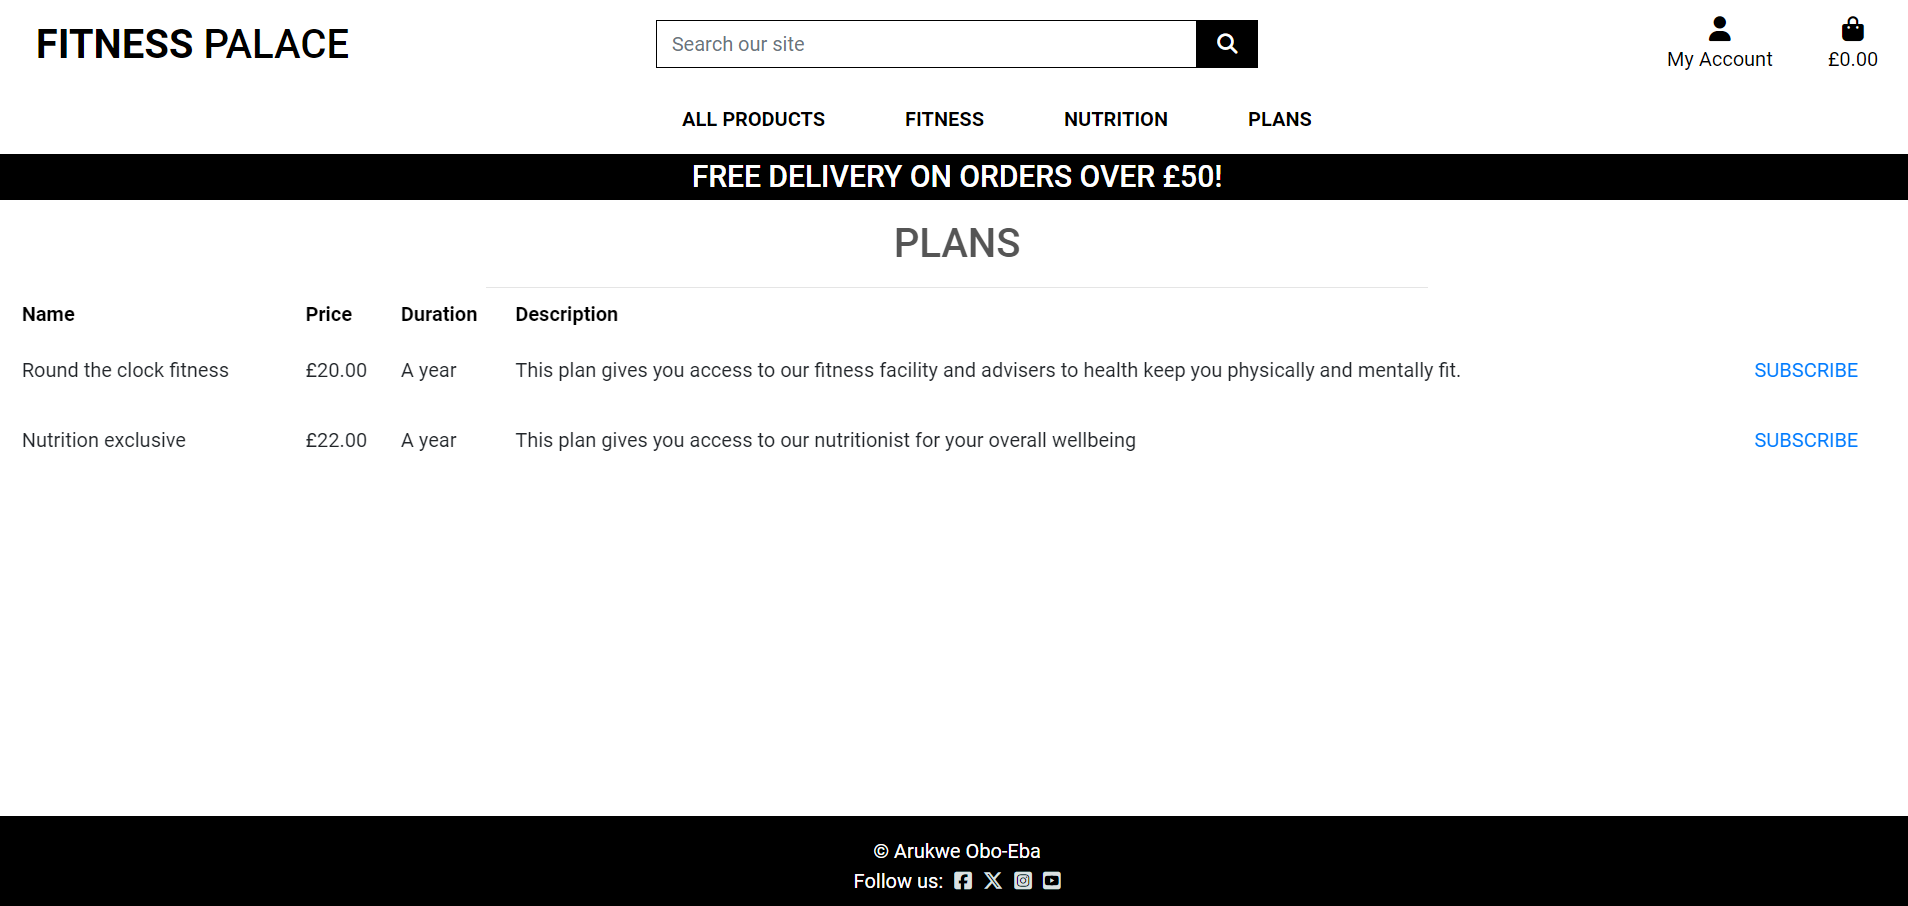 FITNESS PALACE
Search our site
My Account
£0.00
ALL PRODUCTS FITNESS NUTRITION PLANS
FREE DELIVERY ON ORDERS OVER £50!
PLANS
Name Price Duration Description
Round the clock fitness £20.00 A year This plan gives you access to our fitness facility and advisers to health keep you physically and mentally fit. SUBSCRIBE
Nutrition exclusive £22.00 A year This plan gives you access to our nutritionist for your overall wellbeing SUBSCRIBE
© Arukwe Obo-Eba
Follow us: